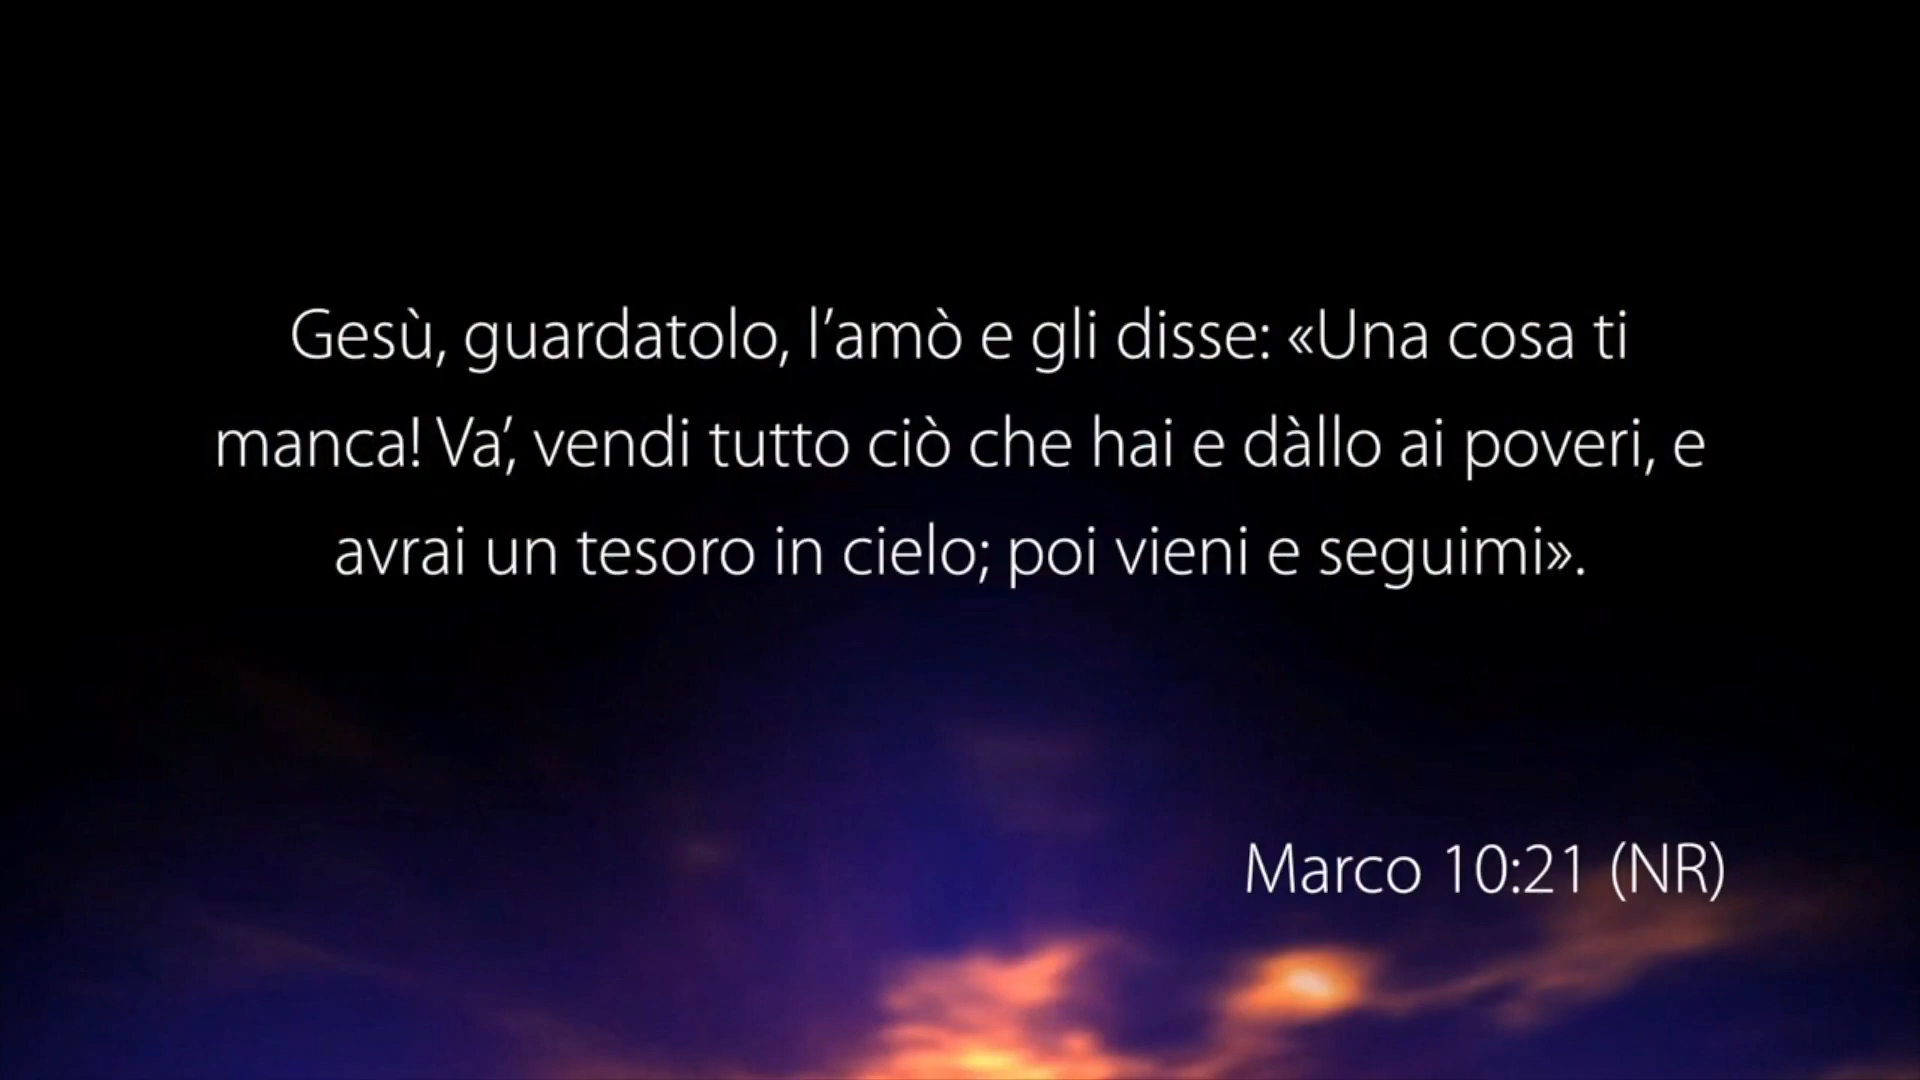 Gesù, guardatolo, l’amò e gli disse: «Una cosa ti
manca! Va’, vendi tutto ciò che hai e dàllo ai poveri, e
avrai un tesoro in cielo; poi vieni e seguimi».
Marco 10:21 (NR)